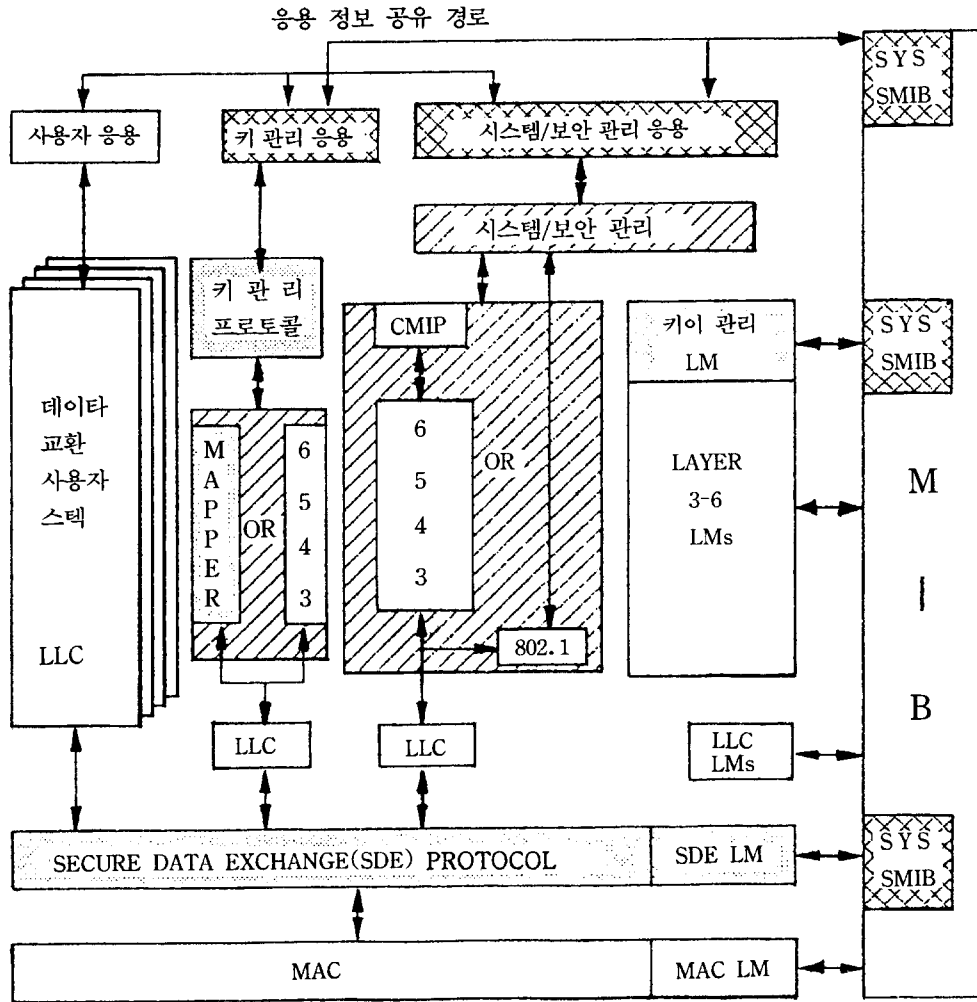 응용 정보 공유 경로
SYS
SMIB
사용자 응용
키 관리 응용
시스템/보안 관리 응용
시스템/보안 관리
키 관리
프로토콜
CMIP
키이 관리
LM
SYS
SMIB
데이타
교환
사용자
스텍
LLC
MAPPER
OR
6
5
4
3
6
5
4
3
OR
802.1
LAYER
3-6
LMs
M
I
B
LLC
LLC
LLC
LMs
SECURE DATA EXCHANGE(SDE) PROTOCOL
SDE LM
SYS
SMIB
MAC
MAC LM